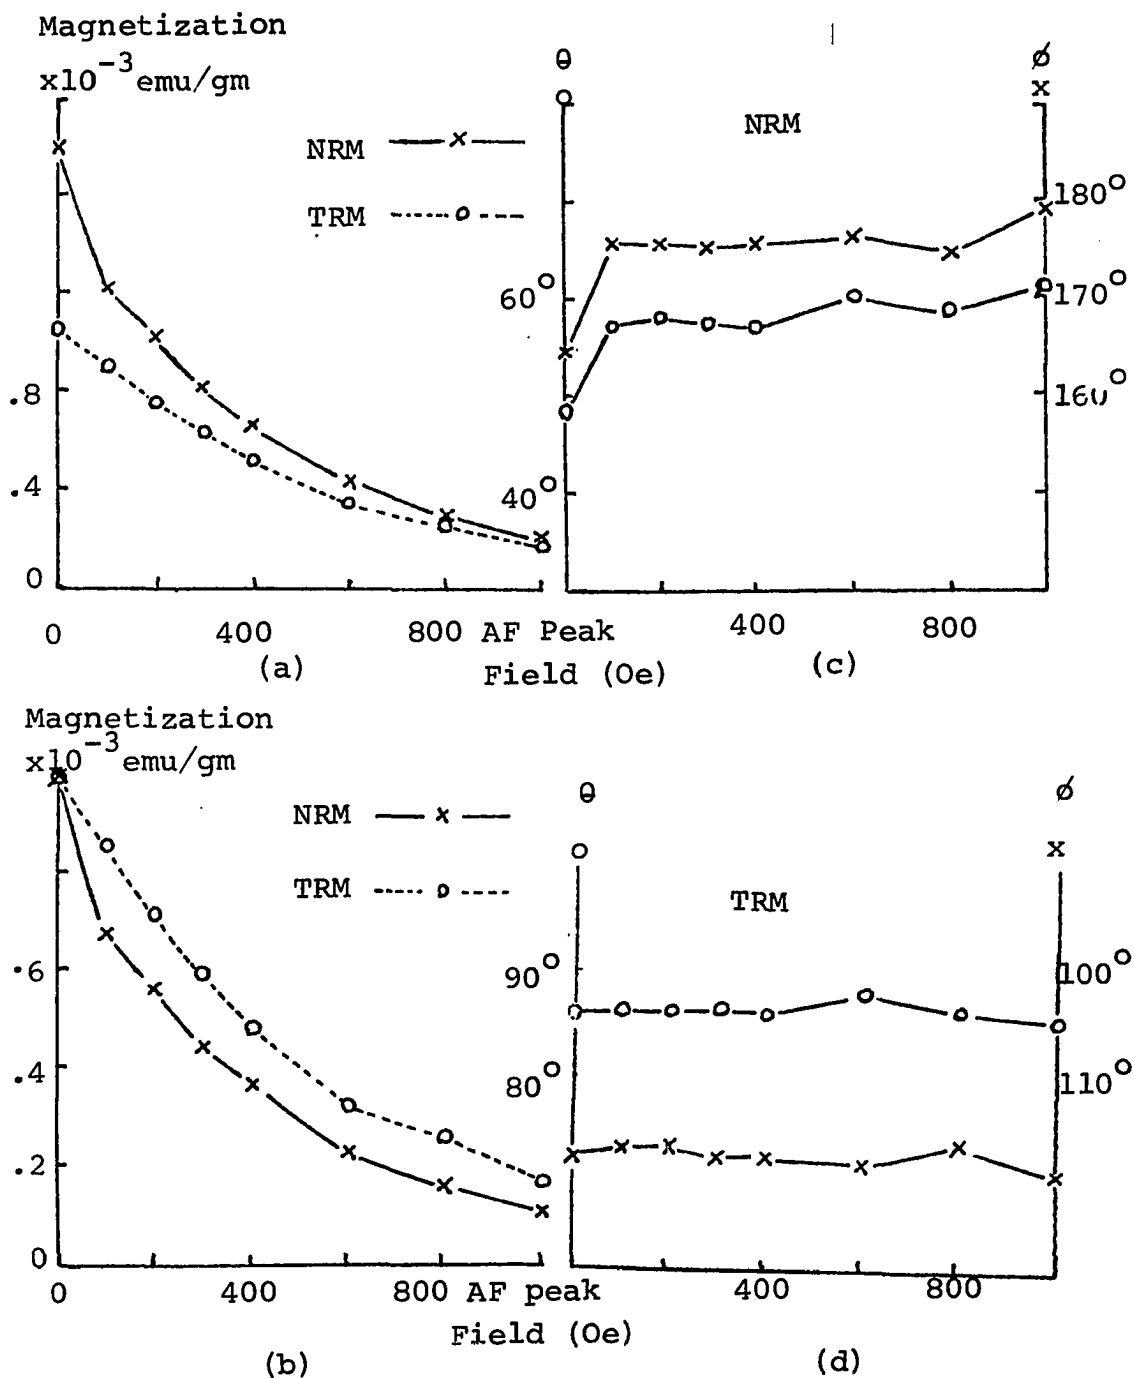 Magnetization
x10⁻³ emu/gm
NRM
TRM
.8
.4
0
0 400 800 AF Peak
Field (Oe)
(a)
θ
ϕ
x
NRM
60°
40°
180°
170°
160°
400 800
(c)
Magnetization
x10⁻³ emu/gm
NRM
TRM
.6
.4
.2
0
0 400 800 AF peak
Field (Oe)
(b)
θ
ϕ
x
TRM
90°
80°
100°
110°
400 800
(d)